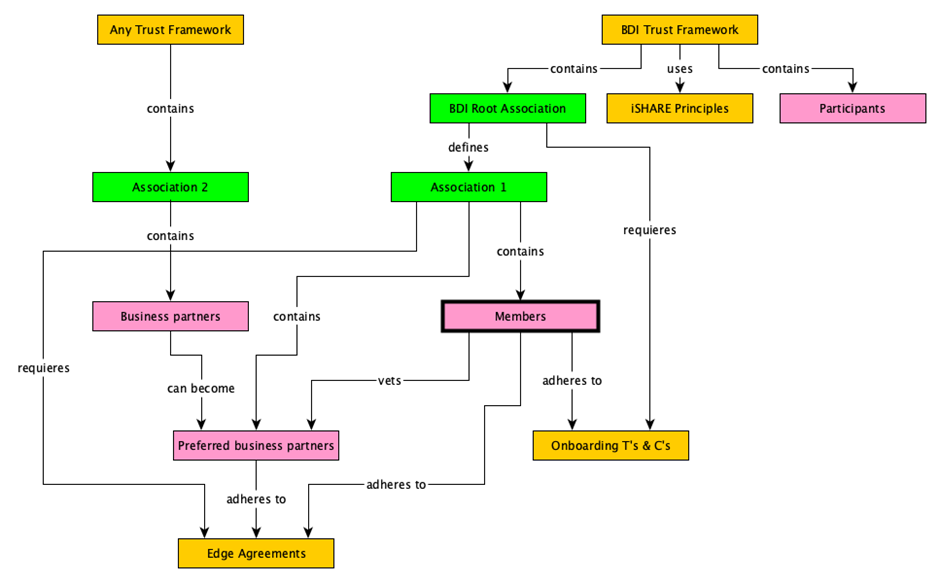 Any Trust Framework
BDI Trust Framework
contains
uses
contains
contains
BDI Root Association
iSHARE Principles
Participants
defines
Association 2
Association 1
contains
requieres
contains
Business partners
contains
Members
requieres
can become
vets
adheres to
Preferred business partners
Onboarding T's & C's
adheres to
adheres to
Edge Agreements